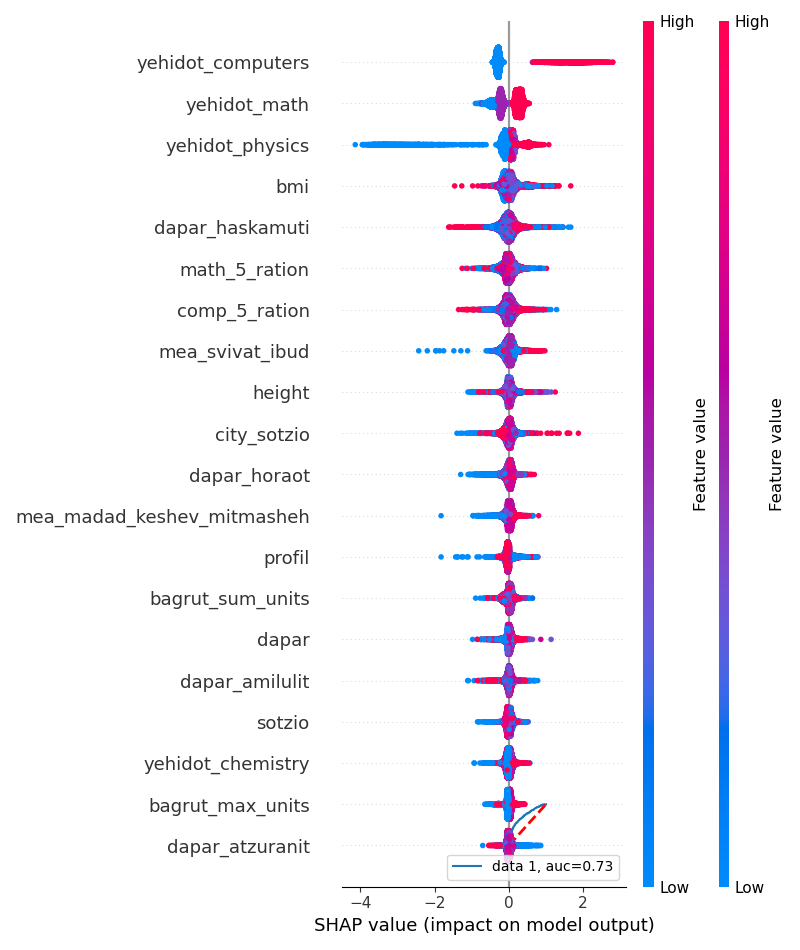 High
High
yehidot_computers
yehidot_math
yehidot_physics
bmi
dapar_haskamuti
math_5_ration
comp_5_ration
mea_svivat_ibud
height
city_sotzio
dapar_horaot
mea_madad_keshev_mitmasheh
profil
bagrut_sum_units
dapar
dapar_amilulit
sotzio
yehidot_chemistry
bagrut_max_units
dapar_atzuranit
Feature value
Feature value
data 1, auc=0.73
Low
Low
−4
−2
0
2
SHAP value (impact on model output)